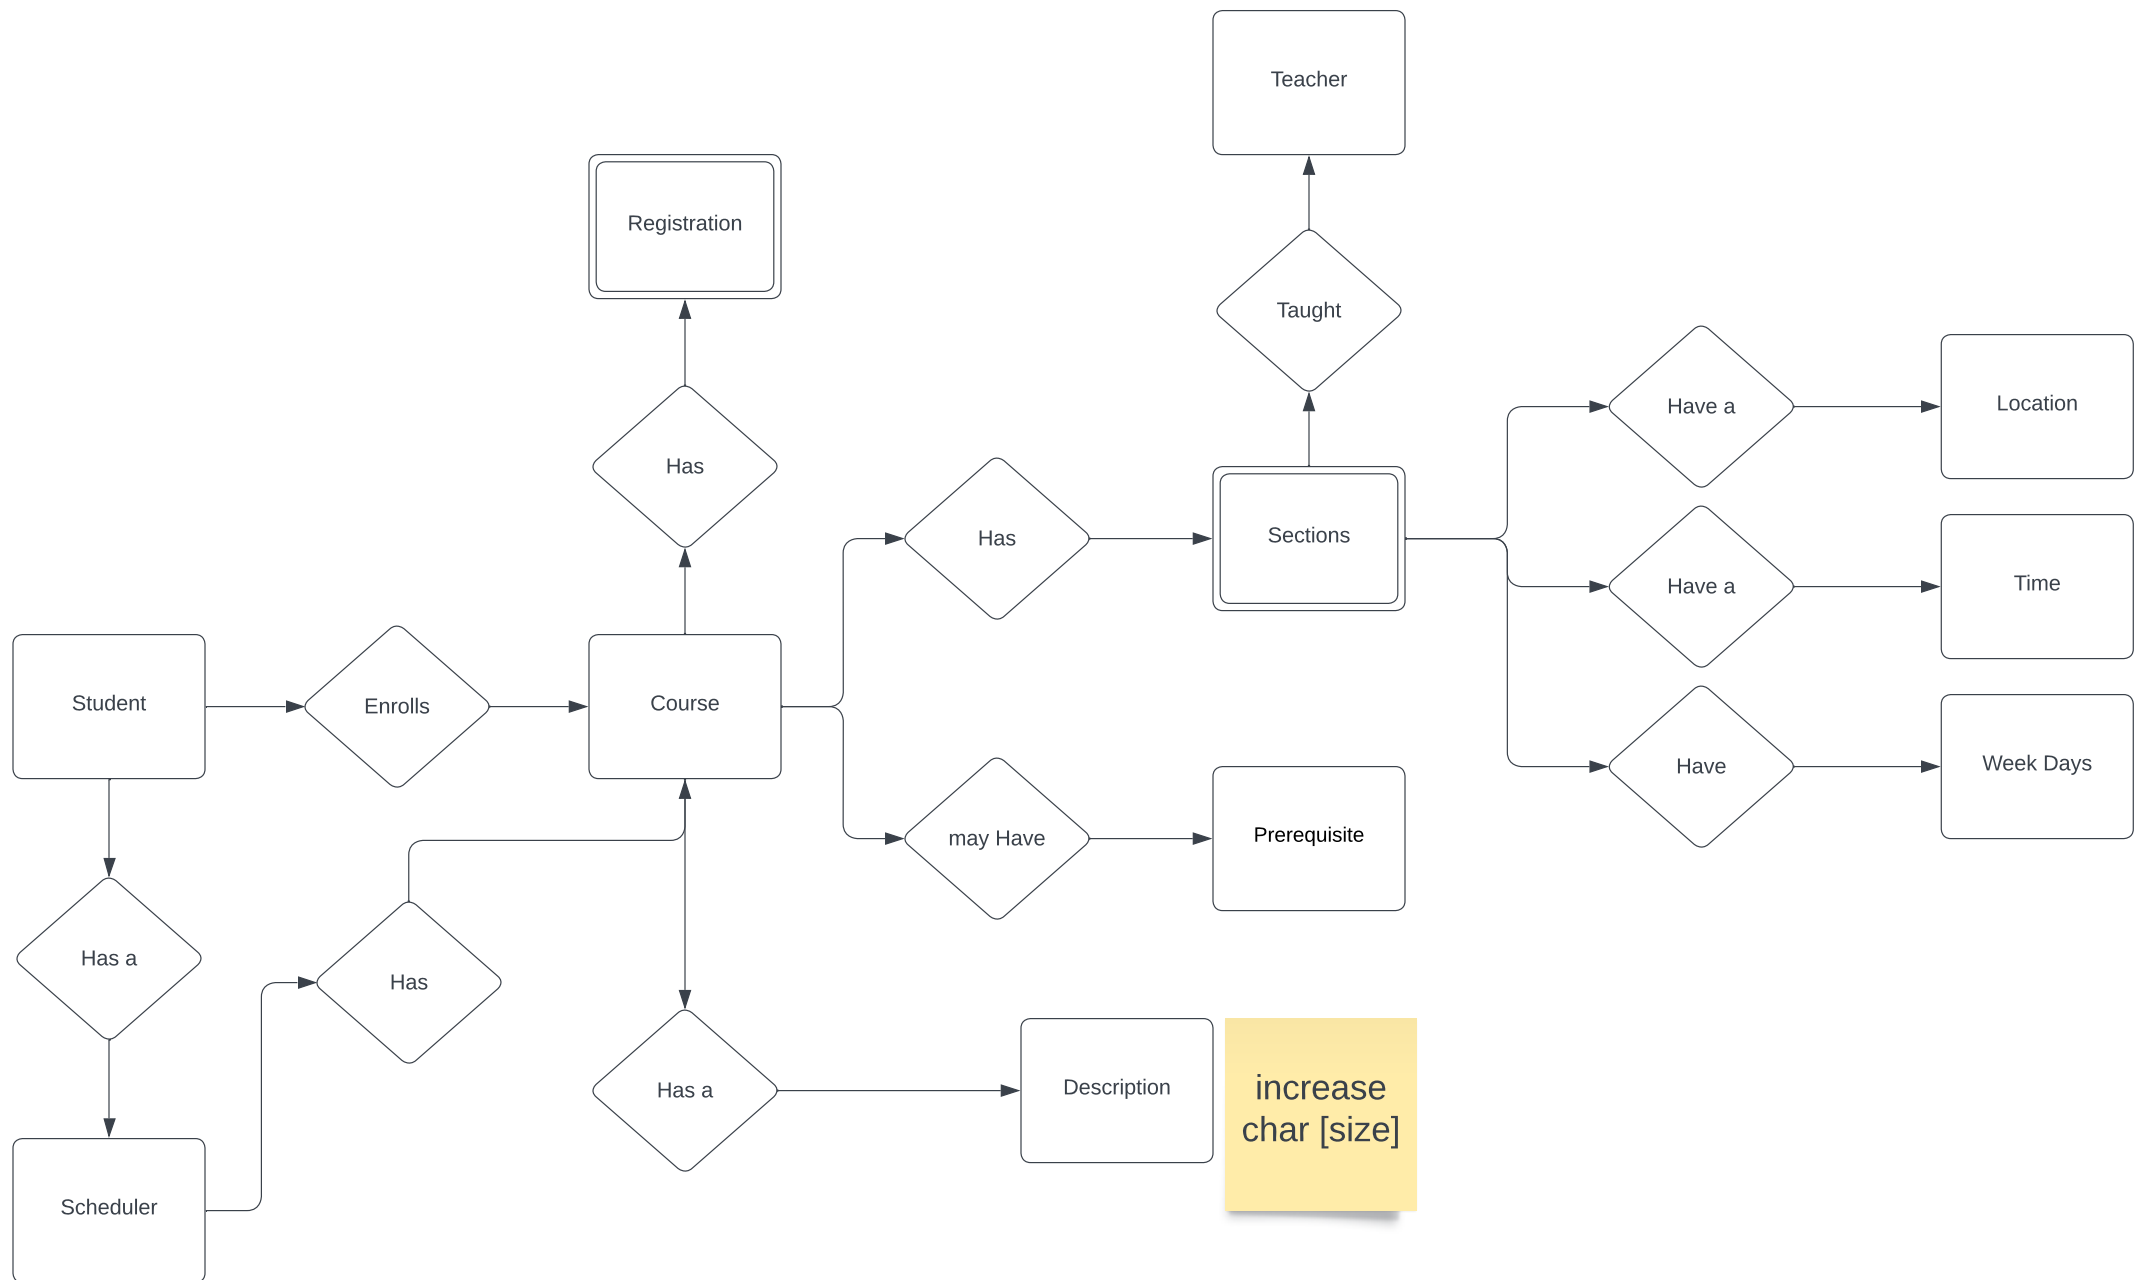 Teacher
Registration
Taught
Have a
Location
Has
Has
Sections
Have a
Time
Student
Enrolls
Course
Have
Week Days
may Have
Prerequisite
Has a
Has
Has a
Description
increase
char [size]
Scheduler